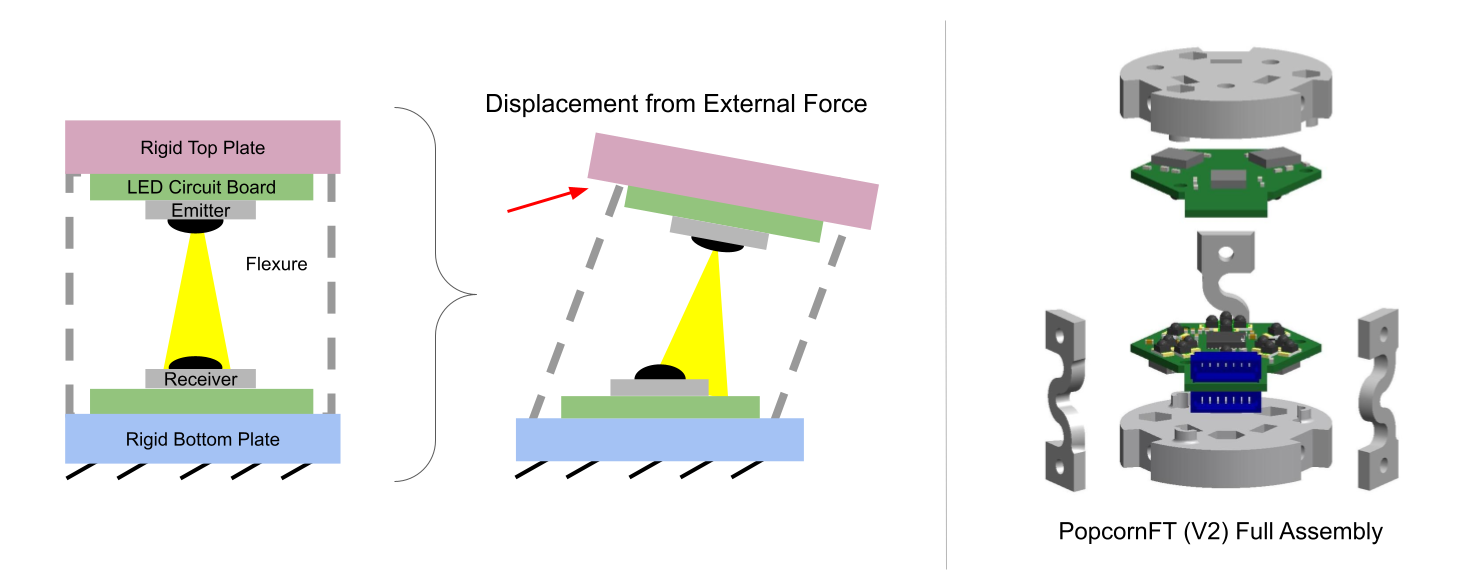 Displacement from External Force
Rigid Top Plate
LED Circuit Board
Emitter
Flexure
Receiver
Rigid Bottom Plate
PopcornFT (V2) Full Assembly